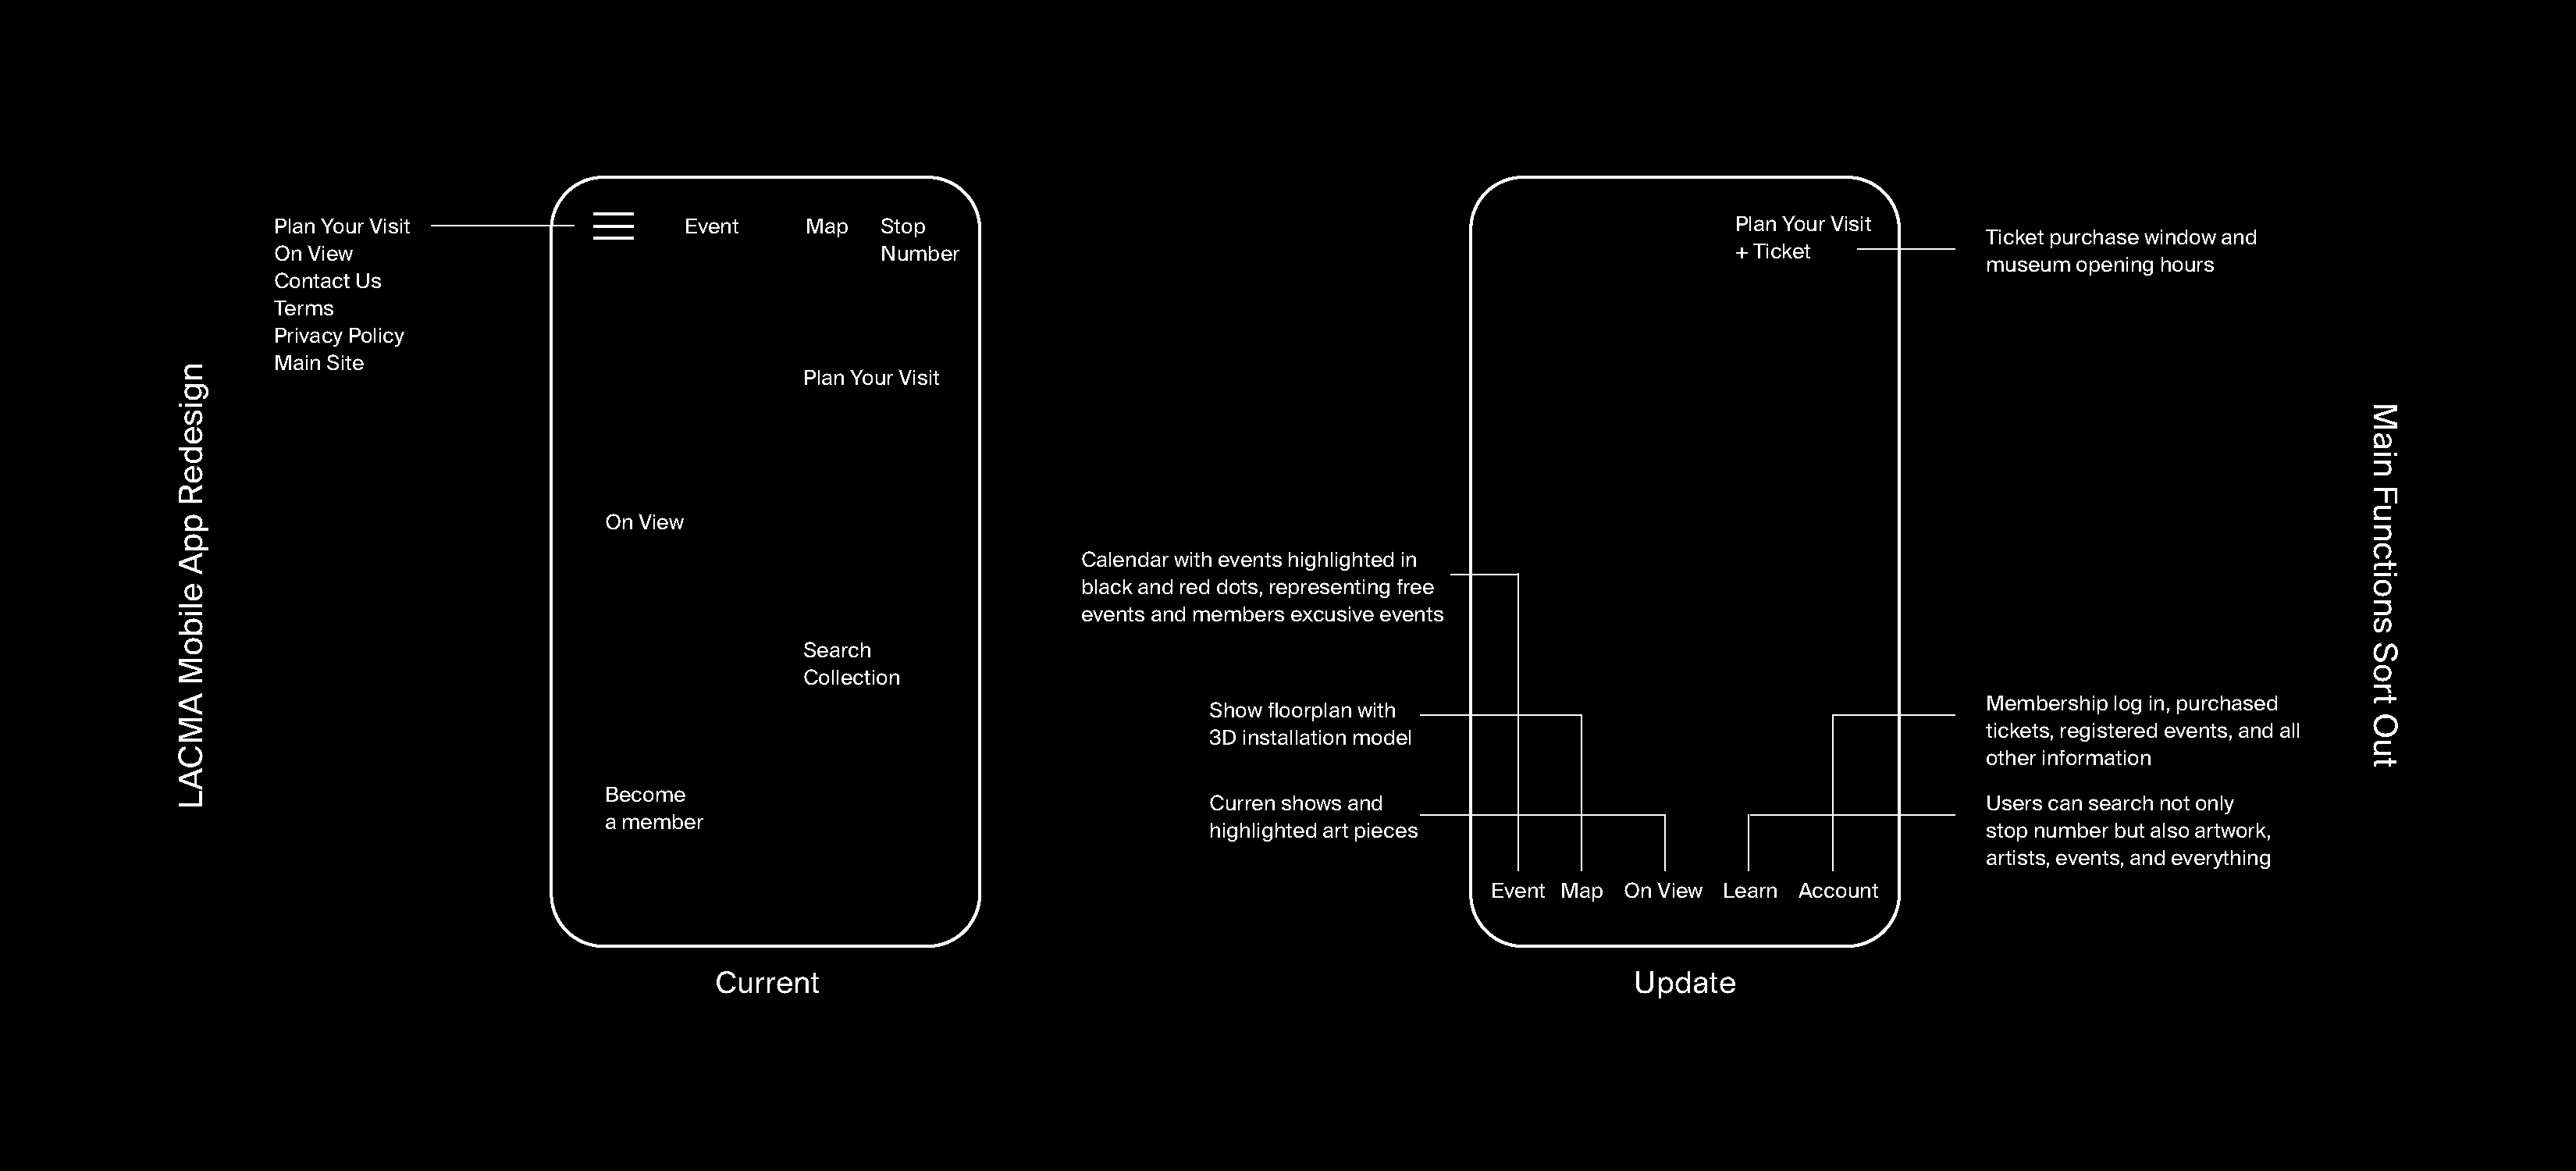 LACMA Mobile App Redesign
Plan Your Visit
On View
Contact Us
Terms
Privacy Policy
Main Site
Event
Map
Stop
Number
Plan Your Visit
On View
Search
Collection
Become
a member
Current
Plan Your Visit
+ Ticket
Ticket purchase window and
museum opening hours
Calendar with events highlighted in
black and red dots, representing free
events and members excusive events
Show floorplan with
3D installation model
Curren shows and
highlighted art pieces
Membership log in, purchased
tickets, registered events, and all
other information
Users can search not only
stop number but also artwork,
artists, events, and everything
Event
Map
On View
Learn
Account
Update
Main Functions Sort Out